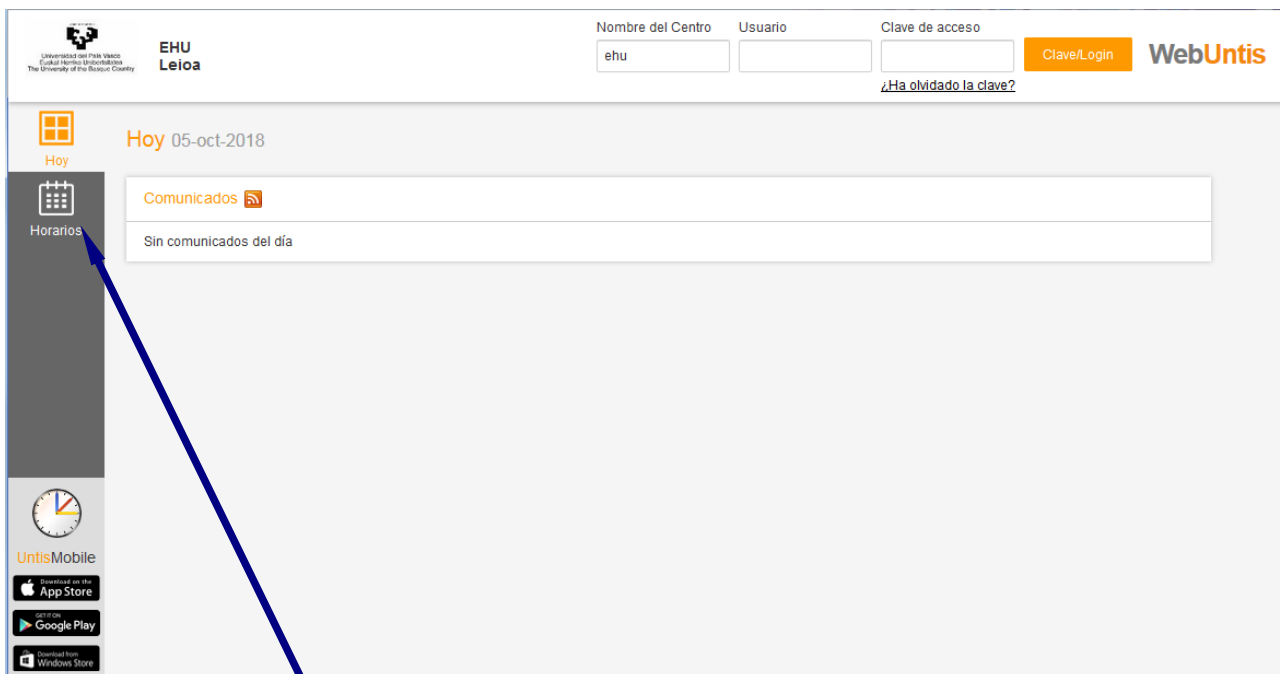 Universidad del País Vasco
Euskal Herriko Unibertsitatea
The University of the Basque Country
EHU
Leioa
Nombre del Centro
Usuario
Clave de acceso
ehu
Clave/Login
WebUntis
¿Ha olvidado la clave?
Hoy
Hoy 05-oct-2018
Horarios
Comunicados
Sin comunicados del día
UntisMobile
Download on the
App Store
GET IT ON
Google Play
Download from
Windows Store